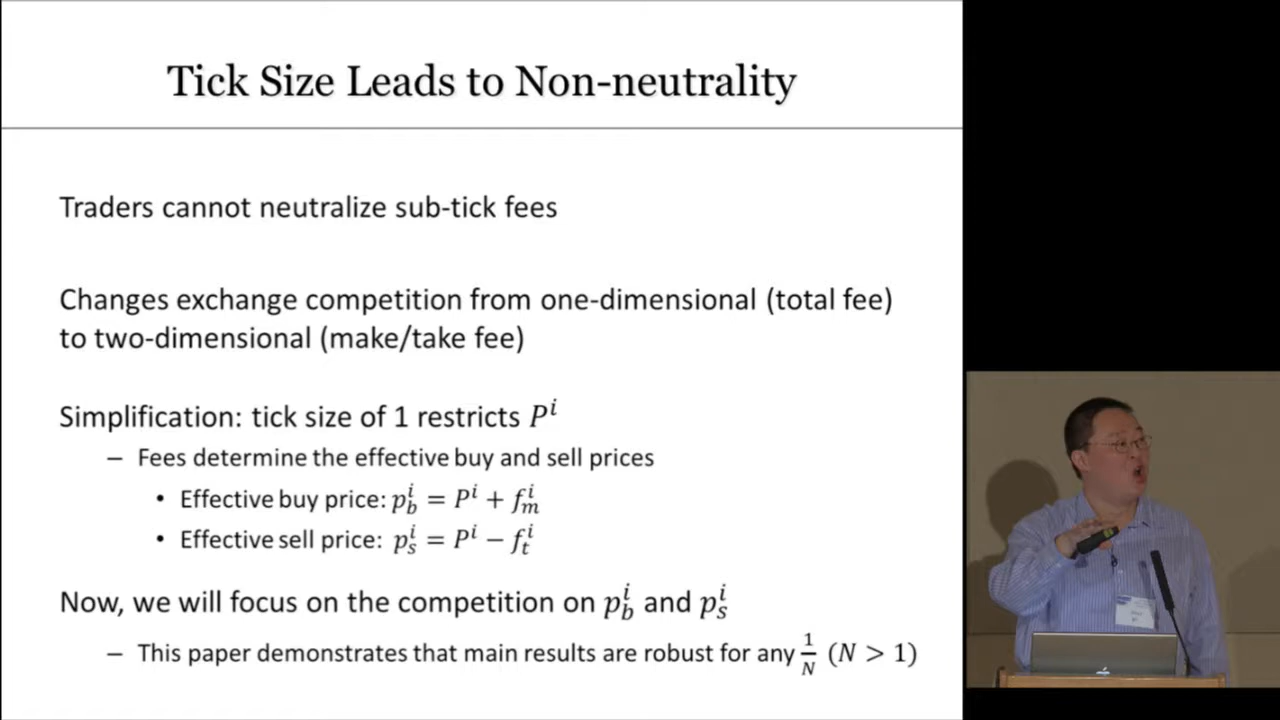 Tick Size Leads to Non-neutrality
Traders cannot neutralize sub-tick fees
Changes exchange competition from one-dimensional (total fee)
to two-dimensional (make/take fee)
Simplification: tick size of 1 restricts $P^i$
– Fees determine the effective buy and sell prices
• Effective buy price: $p_b^i = P^i + f_m^i$
• Effective sell price: $p_s^i = P^i - f_t^i$
Now, we will focus on the competition on $p_b^i$ and $p_s^i$
– This paper demonstrates that main results are robust for any $\frac{1}{N}$ $(N > 1)$